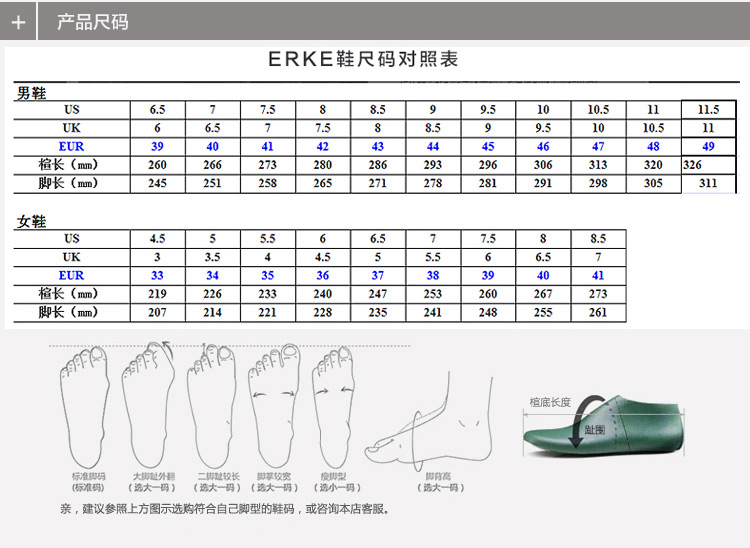 + 产品尺码
ERKE鞋尺码对照表
男鞋
US 6.5 7 7.5 8 8.5 9 9.5 10 10.5 11 11.5
UK 6 6.5 7 7.5 8 8.5 9 9.5 10 10.5 11
EUR 39 40 41 42 43 44 45 46 47 48 49
楦长（mm） 260 266 273 280 286 293 296 306 313 320 326
脚长（mm） 245 251 258 265 271 278 281 291 298 305 311
女鞋
US 4.5 5 5.5 6 6.5 7 7.5 8 8.5
UK 3 3.5 4 4.5 5 5.5 6 6.5 7
EUR 33 34 35 36 37 38 39 40 41
楦长（mm） 219 226 233 240 247 253 260 267 273
脚长（mm） 207 214 221 228 235 241 248 255 261
楦底长度
趾围
标准脚码 大脚趾外翻 二脚趾较长 脚掌较宽 瘦脚型 脚背高
(标准码) (选大一码) (选大一码) (选大一码) (选小一码) (选大一码)
亲，建议参照上方图示选购符合自己脚型的鞋码，或咨询本店客服。